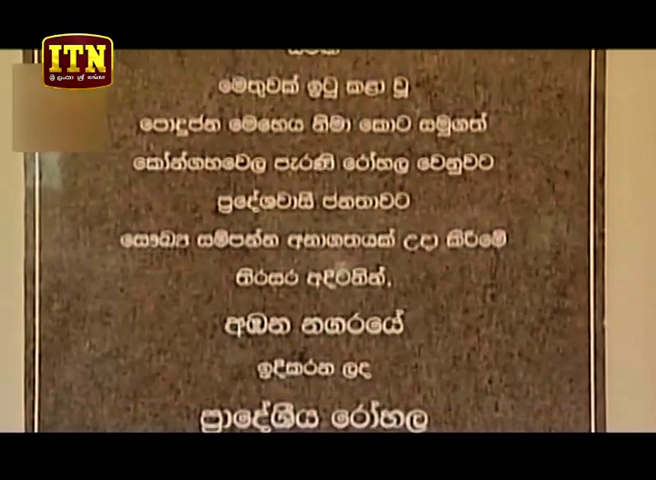 ITN
මෙතුවක් ඉටු කළා වූ
පොදුජන මෙහෙය නිමා කොට සමුගත්
කෝන්ගහවෙල පැරණි රෝහල වෙනුවට
ප්‍රදේශවාසී ජනතාවට
සෞඛ්‍ය සම්පන්න අනාගතයක් උදා කිරීමේ
තිරසර අදිටනින්,
අඹන නගරයේ
ඉදිකරන ලද
ප්‍රාදේශීය රෝහල